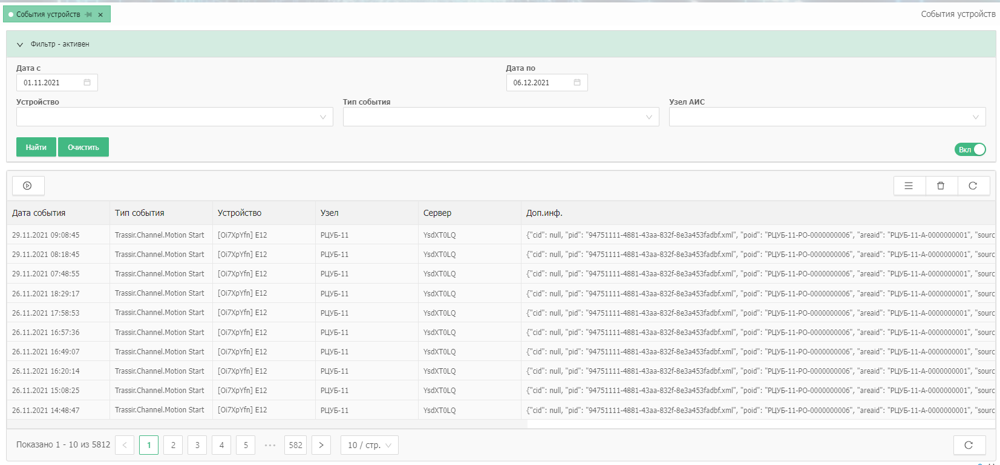 События устройств
События устройств
Фильтр - активен
Дата с
Дата по
01.11.2021
06.12.2021
Устройство
Тип события
Узел АИС
Найти
Очистить
Вкл
Дата события Тип события Устройство Узел Сервер Доп.инф.
29.11.2021 09:08:45 Trassir.Channel.Motion Start [Oi7XpYfn] E12 РЦУБ-11 YsdXT0LQ {"cid": null, "pid": "94751111-4881-43aa-832f-8e3a453fadbf.xml", "poid": "РЦУБ-11-PO-0000000006", "areaid": "РЦУБ-11-A-0000000001", "sourc
29.11.2021 08:18:45 Trassir.Channel.Motion Start [Oi7XpYfn] E12 РЦУБ-11 YsdXT0LQ {"cid": null, "pid": "94751111-4881-43aa-832f-8e3a453fadbf.xml", "poid": "РЦУБ-11-PO-0000000006", "areaid": "РЦУБ-11-A-0000000001", "sourc
29.11.2021 07:48:55 Trassir.Channel.Motion Start [Oi7XpYfn] E12 РЦУБ-11 YsdXT0LQ {"cid": null, "pid": "94751111-4881-43aa-832f-8e3a453fadbf.xml", "poid": "РЦУБ-11-PO-0000000006", "areaid": "РЦУБ-11-A-0000000001", "sourc
26.11.2021 18:29:17 Trassir.Channel.Motion Start [Oi7XpYfn] E12 РЦУБ-11 YsdXT0LQ {"cid": null, "pid": "94751111-4881-43aa-832f-8e3a453fadbf.xml", "poid": "РЦУБ-11-PO-0000000006", "areaid": "РЦУБ-11-A-0000000001", "sourc
26.11.2021 17:58:53 Trassir.Channel.Motion Start [Oi7XpYfn] E12 РЦУБ-11 YsdXT0LQ {"cid": null, "pid": "94751111-4881-43aa-832f-8e3a453fadbf.xml", "poid": "РЦУБ-11-PO-0000000006", "areaid": "РЦУБ-11-A-0000000001", "sourc
26.11.2021 16:57:36 Trassir.Channel.Motion Start [Oi7XpYfn] E12 РЦУБ-11 YsdXT0LQ {"cid": null, "pid": "94751111-4881-43aa-832f-8e3a453fadbf.xml", "poid": "РЦУБ-11-PO-0000000006", "areaid": "РЦУБ-11-A-0000000001", "sourc
26.11.2021 16:49:07 Trassir.Channel.Motion Start [Oi7XpYfn] E12 РЦУБ-11 YsdXT0LQ {"cid": null, "pid": "94751111-4881-43aa-832f-8e3a453fadbf.xml", "poid": "РЦУБ-11-PO-0000000006", "areaid": "РЦУБ-11-A-0000000001", "sourc
26.11.2021 16:20:14 Trassir.Channel.Motion Start [Oi7XpYfn] E12 РЦУБ-11 YsdXT0LQ {"cid": null, "pid": "94751111-4881-43aa-832f-8e3a453fadbf.xml", "poid": "РЦУБ-11-PO-0000000006", "areaid": "РЦУБ-11-A-0000000001", "sourc
26.11.2021 15:08:25 Trassir.Channel.Motion Start [Oi7XpYfn] E12 РЦУБ-11 YsdXT0LQ {"cid": null, "pid": "94751111-4881-43aa-832f-8e3a453fadbf.xml", "poid": "РЦУБ-11-PO-0000000006", "areaid": "РЦУБ-11-A-0000000001", "sourc
26.11.2021 14:48:47 Trassir.Channel.Motion Start [Oi7XpYfn] E12 РЦУБ-11 YsdXT0LQ {"cid": null, "pid": "94751111-4881-43aa-832f-8e3a453fadbf.xml", "poid": "РЦУБ-11-PO-0000000006", "areaid": "РЦУБ-11-A-0000000001", "sourc
Показано 1 - 10 из 5812 < 1 2 3 4 5 ••• 582 > 10 / стр.